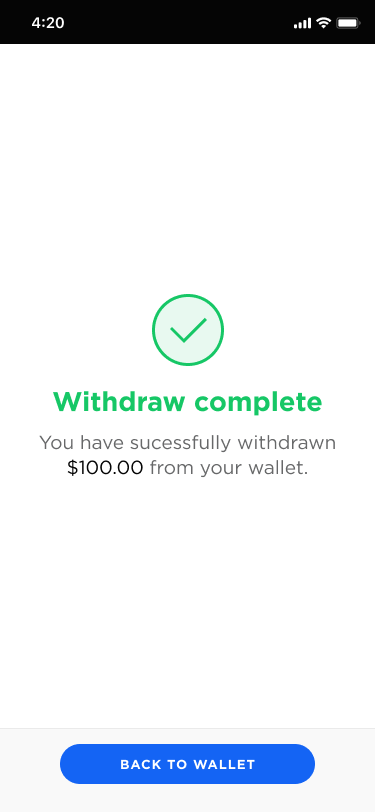 4:20
Withdraw complete
You have sucessfully withdrawn
$100.00 from your wallet.
BACK TO WALLET